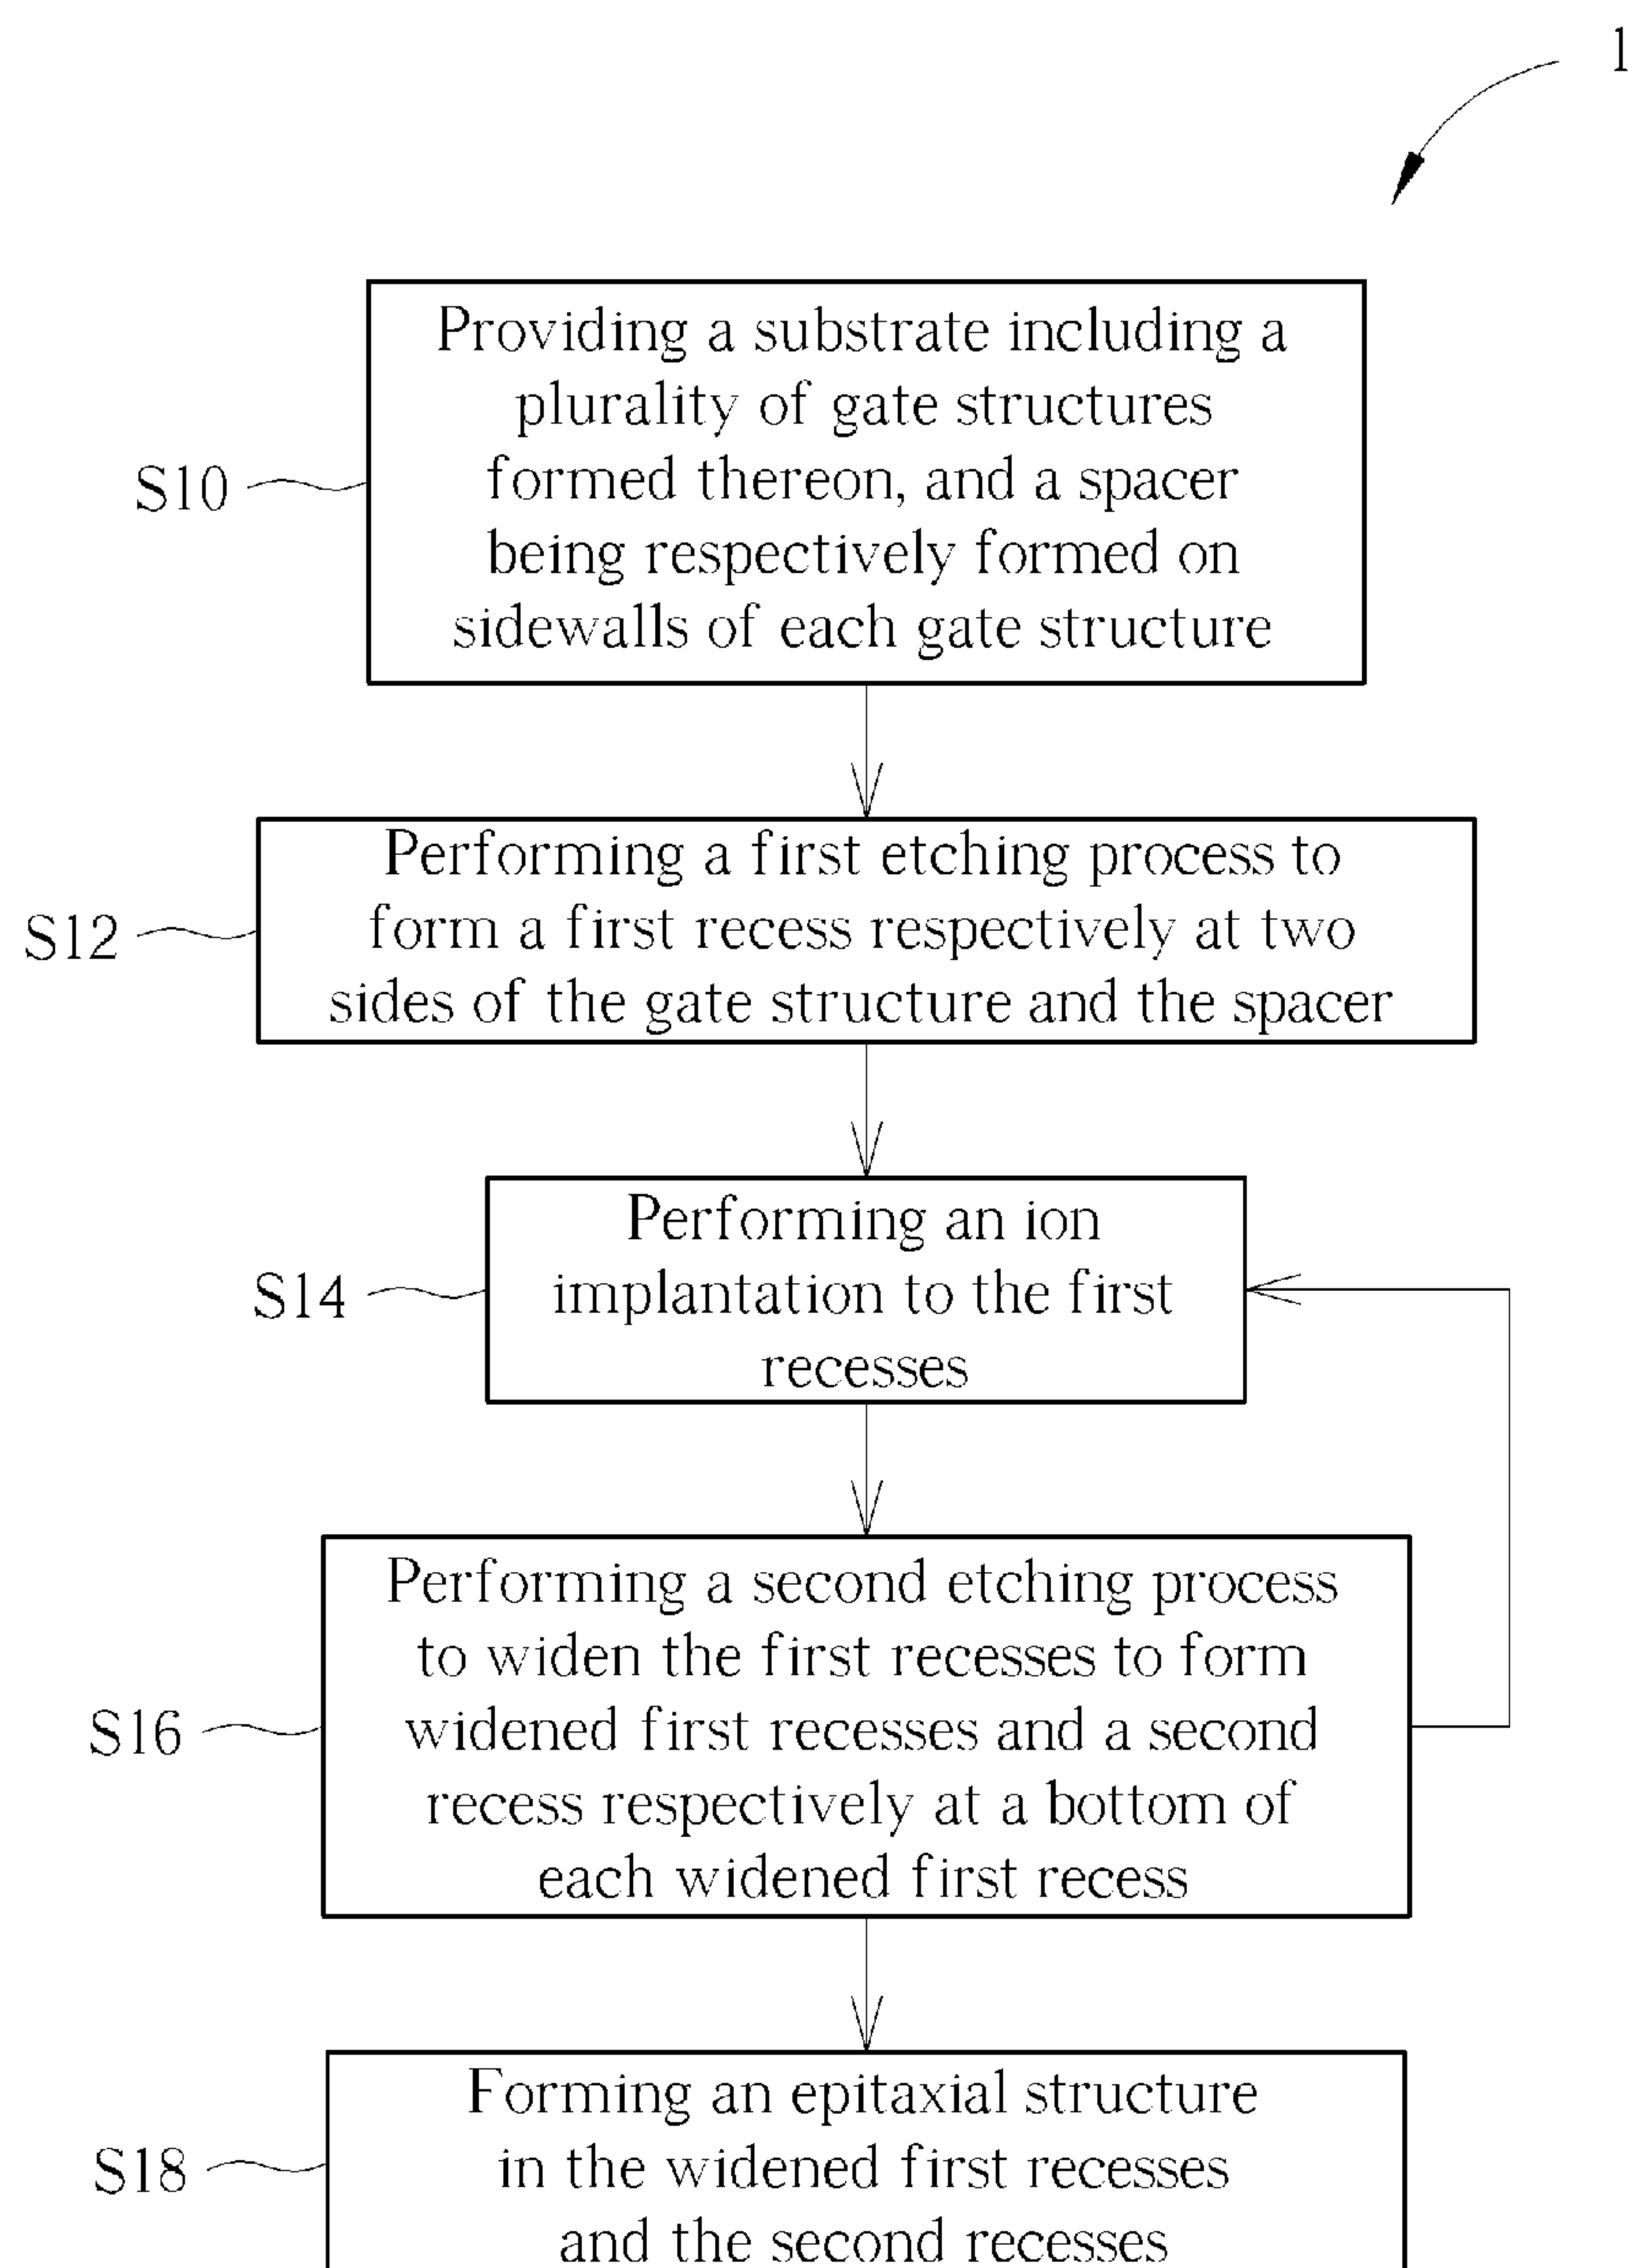 1
Providing a substrate including a
plurality of gate structures
formed thereon, and a spacer
being respectively formed on
sidewalls of each gate structure
S10
Performing a first etching process to
form a first recess respectively at two
sides of the gate structure and the spacer
S12
Performing an ion
implantation to the first
recesses
S14
Performing a second etching process
to widen the first recesses to form
widened first recesses and a second
recess respectively at a bottom of
each widened first recess
S16
Forming an epitaxial structure
in the widened first recesses
and the second recesses
S18